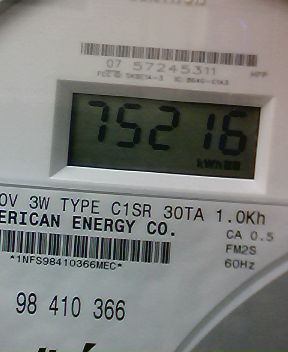 07 57245311
75216
kWh
0V 3W TYPE C1SR 30TA 1.0Kh
ERICAN ENERGY CO.
CA 0.5
FM2S
*1NFS98410366MEC*
60Hz
98 410 366